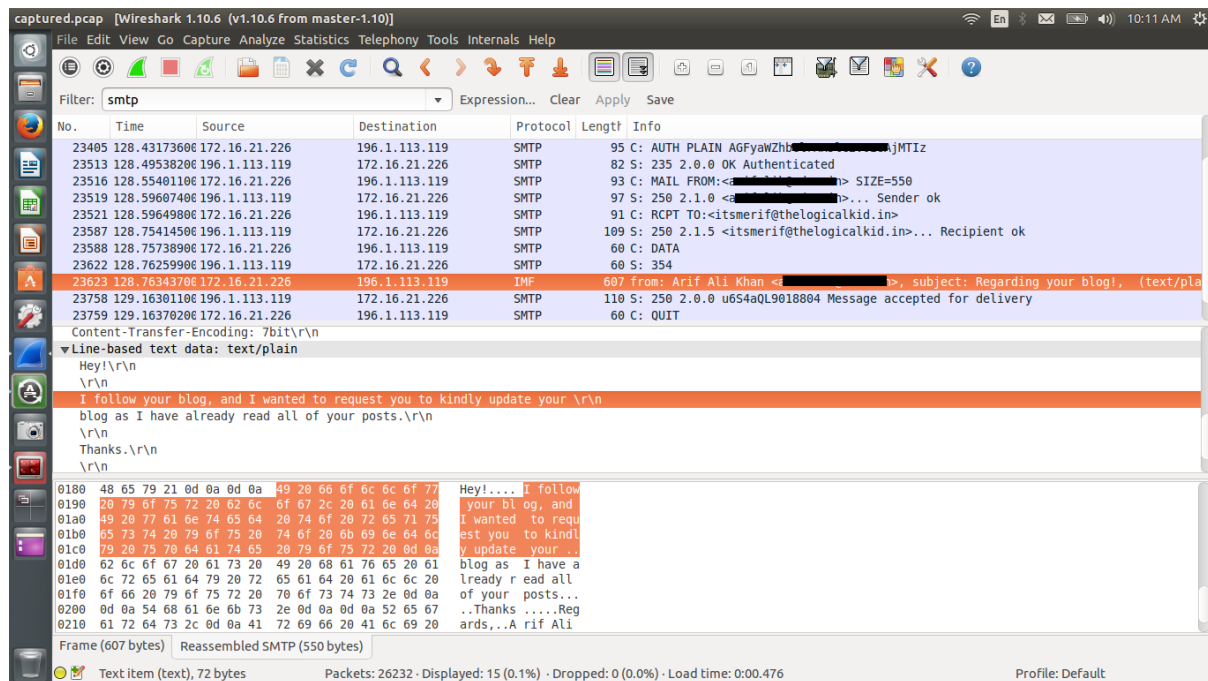 captured.pcap [Wireshark 1.10.6 (v1.10.6 from master-1.10)]
En
10:11 AM
File Edit View Go Capture Analyze Statistics Telephony Tools Internals Help
Filter: smtp Expression... Clear Apply Save
No. Time Source Destination Protocol Length Info
23405 128.43173600 172.16.21.226 196.1.113.119 SMTP 95 C: AUTH PLAIN AGFyaWZhb jMTIz
23513 128.49538200 196.1.113.119 172.16.21.226 SMTP 82 S: 235 2.0.0 OK Authenticated
23516 128.55401100 172.16.21.226 196.1.113.119 SMTP 93 C: MAIL FROM:<a n> SIZE=550
23519 128.59607400 196.1.113.119 172.16.21.226 SMTP 97 S: 250 2.1.0 <a n>... Sender ok
23521 128.59649800 172.16.21.226 196.1.113.119 SMTP 91 C: RCPT TO:<itsmerif@thelogicalkid.in>
23587 128.75414500 196.1.113.119 172.16.21.226 SMTP 109 S: 250 2.1.5 <itsmerif@thelogicalkid.in>... Recipient ok
23588 128.75738900 172.16.21.226 196.1.113.119 SMTP 60 C: DATA
23622 128.76259900 196.1.113.119 172.16.21.226 SMTP 60 S: 354
23623 128.76343700 172.16.21.226 196.1.113.119 IMF 607 from: Arif Ali Khan <a n>, subject: Regarding your blog!, (text/pla
23758 129.16301100 196.1.113.119 172.16.21.226 SMTP 110 S: 250 2.0.0 u6S4aQL9018804 Message accepted for delivery
23759 129.16370200 172.16.21.226 196.1.113.119 SMTP 60 C: QUIT
Content-Transfer-Encoding: 7bit\r\n
Line-based text data: text/plain
Hey!\r\n
\r\n
I follow your blog, and I wanted to request you to kindly update your \r\n
blog as I have already read all of your posts.\r\n
\r\n
Thanks.\r\n
\r\n
0180 48 65 79 21 0d 0a 0d 0a 49 20 66 6f 6c 6c 6f 77 Hey!.... I follow
0190 20 79 6f 75 72 20 62 6c 6f 67 2c 20 61 6e 64 20 your bl og, and
01a0 49 20 77 61 6e 74 65 64 20 74 6f 20 72 65 71 75 I wanted to requ
01b0 65 73 74 20 79 6f 75 20 74 6f 20 6b 69 6e 64 6c est you to kindl
01c0 79 20 75 70 64 61 74 65 20 79 6f 75 72 20 0d 0a y update your ..
01d0 62 6c 6f 67 20 61 73 20 49 20 68 61 76 65 20 61 blog as I have a
01e0 6c 72 65 61 64 79 20 72 65 61 64 20 61 6c 6c 20 lready r ead all
01f0 6f 66 20 79 6f 75 72 20 70 6f 73 74 73 2e 0d 0a of your posts...
0200 0d 0a 54 68 61 6e 6b 73 2e 0d 0a 0d 0a 52 65 67 ..Thanks .....Reg
0210 61 72 64 73 2c 0d 0a 41 72 69 66 20 41 6c 69 20 ards,..A rif Ali
Frame (607 bytes) Reassembled SMTP (550 bytes)
Text item (text), 72 bytes Packets: 26232 · Displayed: 15 (0.1%) · Dropped: 0 (0.0%) · Load time: 0:00.476 Profile: Default